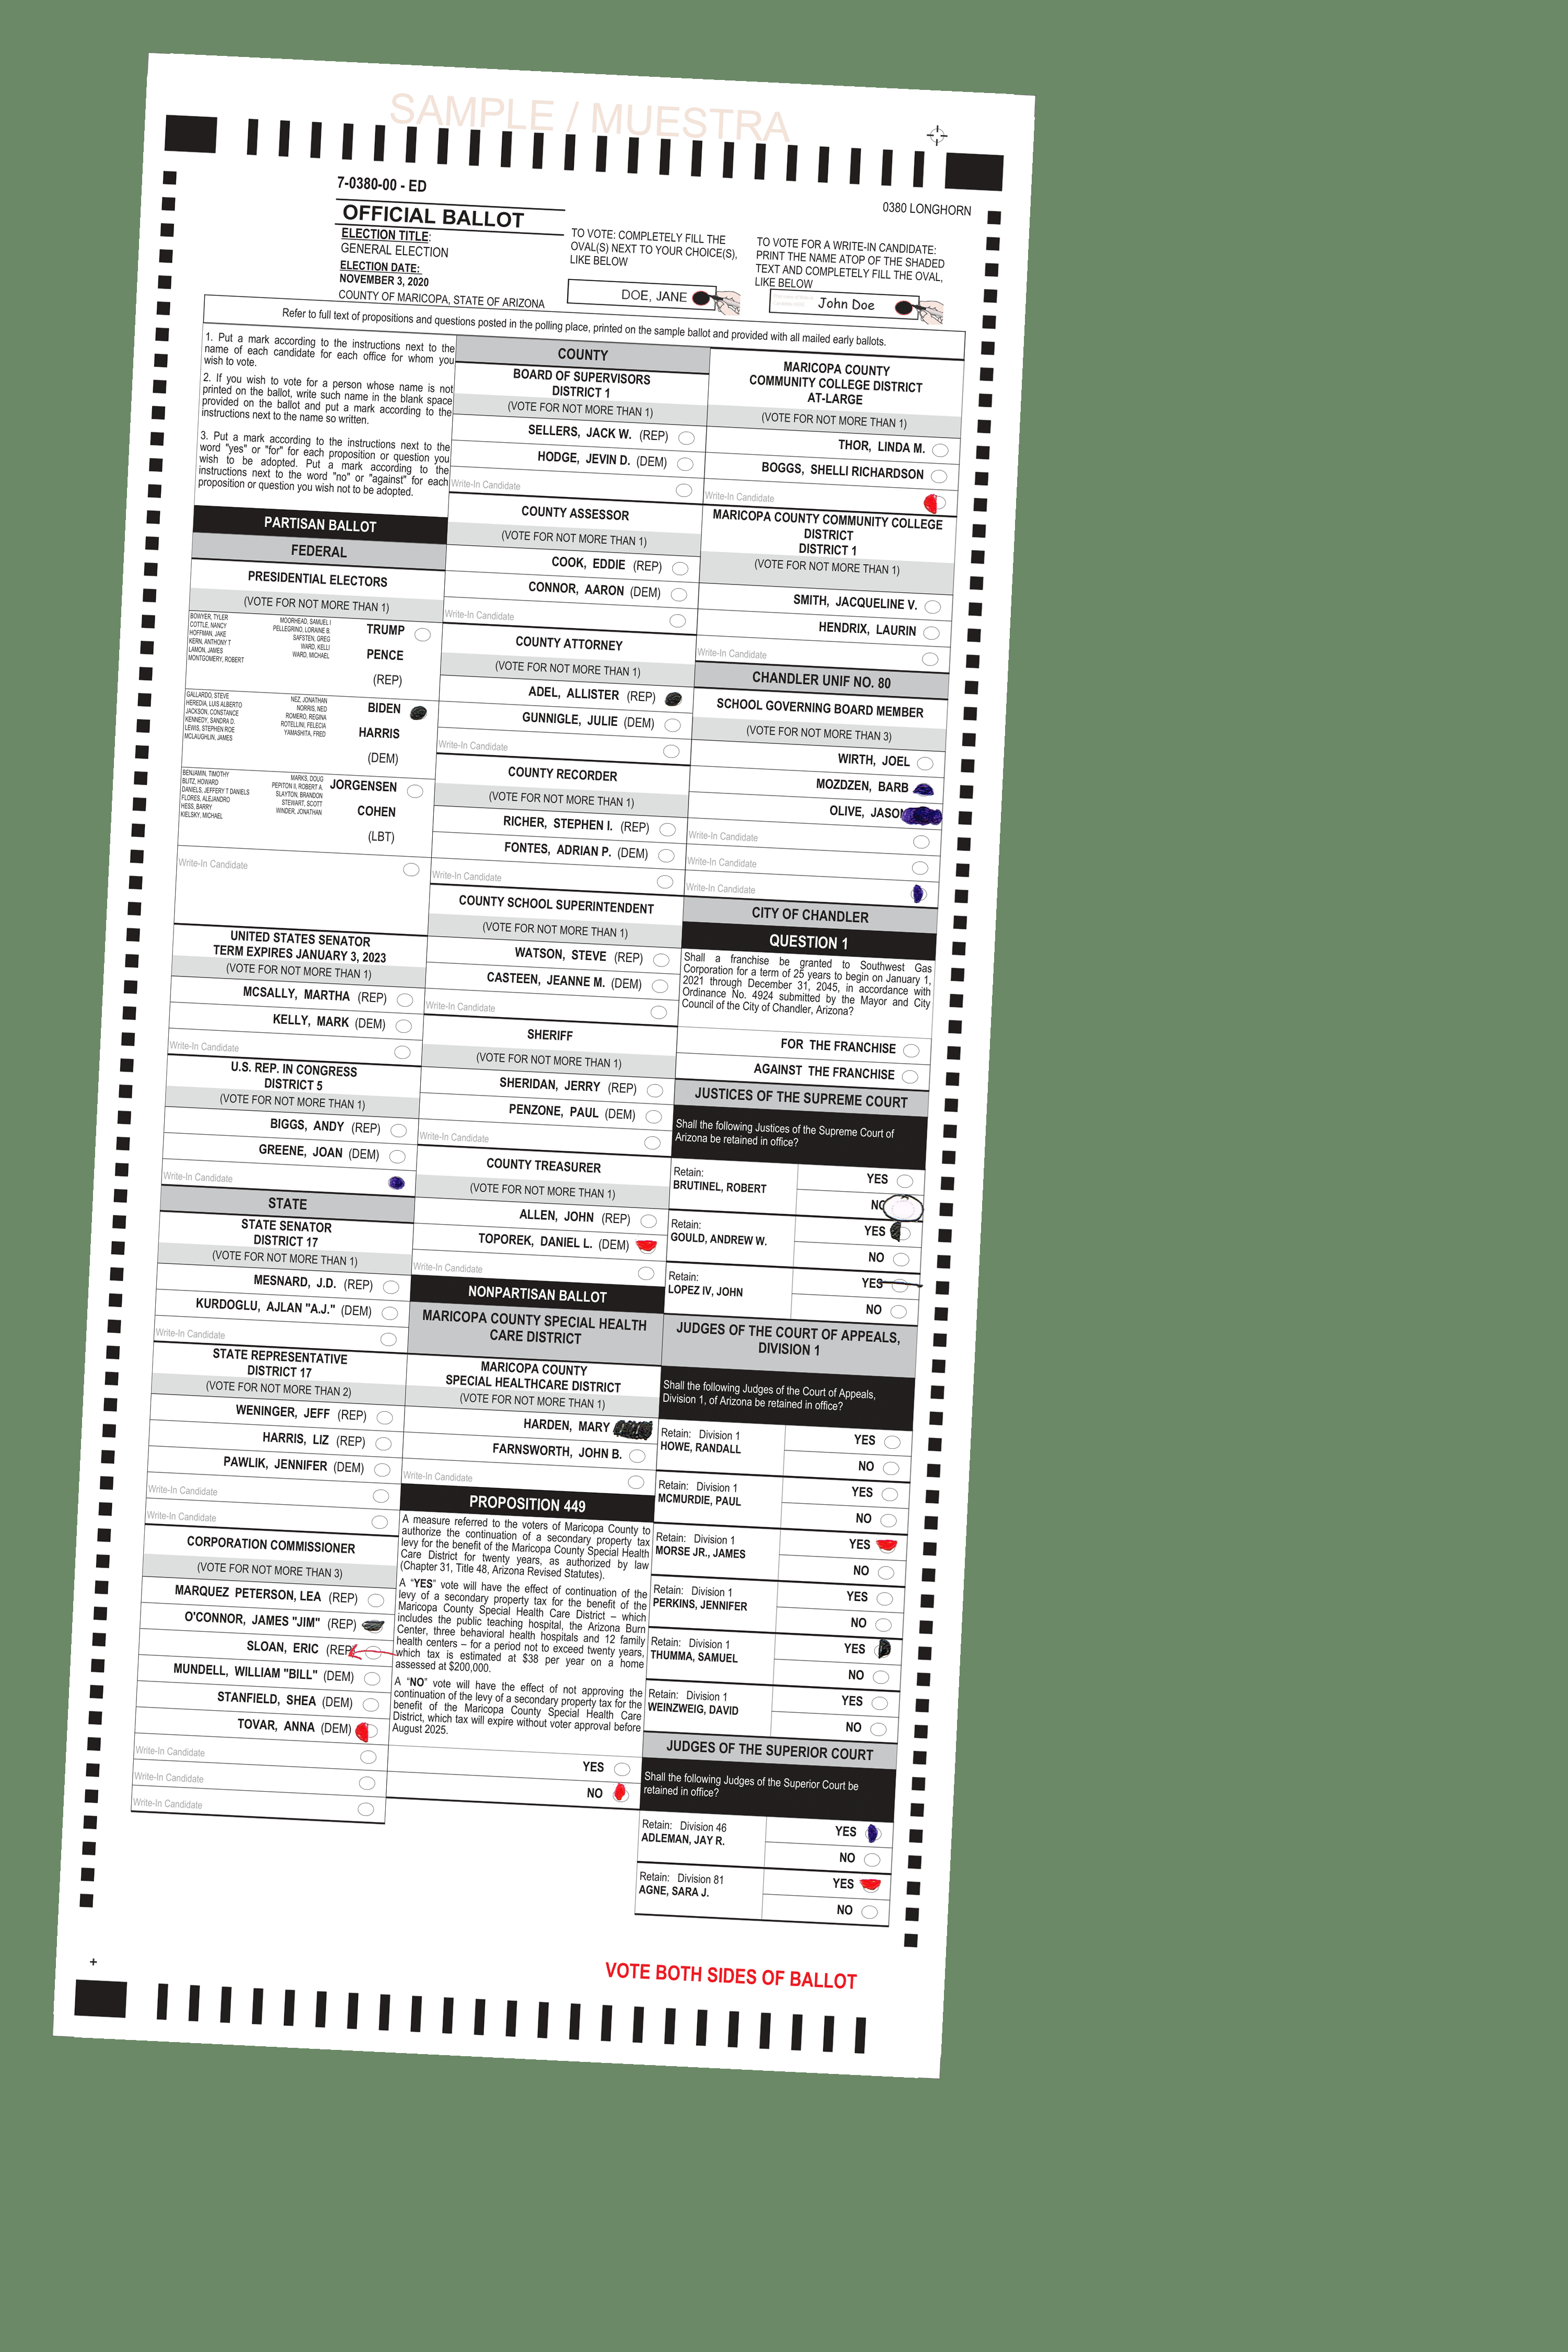 SAMPLE / MUESTRA
7-0380-00 - ED
0380 LONGHORN
OFFICIAL BALLOT
ELECTION TITLE:
GENERAL ELECTION
ELECTION DATE:
NOVEMBER 3, 2020
COUNTY OF MARICOPA, STATE OF ARIZONA
TO VOTE: COMPLETELY FILL THE
OVAL(S) NEXT TO YOUR CHOICE(S),
LIKE BELOW
DOE, JANE
TO VOTE FOR A WRITE-IN CANDIDATE:
PRINT THE NAME ATOP OF THE SHADED
TEXT AND COMPLETELY FILL THE OVAL,
LIKE BELOW
John Doe
Refer to full text of propositions and questions posted in the polling place, printed on the sample ballot and provided with all mailed early ballots.
1. Put a mark according to the instructions next to the
name of each candidate for each office for whom you
wish to vote.
2. If you wish to vote for a person whose name is not
printed on the ballot, write such name in the blank space
provided on the ballot and put a mark according to the
instructions next to the name so written.
3. Put a mark according to the instructions next to the
word "yes" or "for" for each proposition or question you
wish to be adopted. Put a mark according to the
instructions next to the word "no" or "against" for each
proposition or question you wish not to be adopted.
PARTISAN BALLOT
FEDERAL
PRESIDENTIAL ELECTORS
(VOTE FOR NOT MORE THAN 1)
BOWYER, TYLER
COTTLE, NANCY
HOFFMAN, JAKE
KERN, ANTHONY T
LAMON, JAMES
MONTGOMERY, ROBERT
MOORHEAD, SAMUEL I
PELLEGRINO, LORAINE B.
SAFSTEN, GREG
WARD, KELLI
WARD, MICHAEL
TRUMP
PENCE
(REP)
GALLARDO, STEVE
HEREDIA, LUIS ALBERTO
JACKSON, CONSTANCE
KENNEDY, SANDRA D.
LEWIS, STEPHEN ROE
MCLAUGHLIN, JAMES
NEZ, JONATHAN
NORRIS, NED
ROMERO, REGINA
ROTELLINI, FELECIA
YAMASHITA, FRED
BIDEN
HARRIS
(DEM)
BENJAMIN, TIMOTHY
BLITZ, HOWARD
DANIELS, JEFFERY T DANIELS
FLORES, ALEJANDRO
HESS, BARRY
KIELSKY, MICHAEL
MARKS, DOUG
PEPITON II, ROBERT A.
SLAYTON, BRANDON
STEWART, SCOTT
WINDER, JONATHAN
JORGENSEN
COHEN
(LBT)
Write-In Candidate
UNITED STATES SENATOR
TERM EXPIRES JANUARY 3, 2023
(VOTE FOR NOT MORE THAN 1)
MCSALLY, MARTHA (REP)
KELLY, MARK (DEM)
Write-In Candidate
U.S. REP. IN CONGRESS
DISTRICT 5
(VOTE FOR NOT MORE THAN 1)
BIGGS, ANDY (REP)
GREENE, JOAN (DEM)
Write-In Candidate
STATE
STATE SENATOR
DISTRICT 17
(VOTE FOR NOT MORE THAN 1)
MESNARD, J.D. (REP)
KURDOGLU, AJLAN "A.J." (DEM)
Write-In Candidate
STATE REPRESENTATIVE
DISTRICT 17
(VOTE FOR NOT MORE THAN 2)
WENINGER, JEFF (REP)
HARRIS, LIZ (REP)
PAWLIK, JENNIFER (DEM)
Write-In Candidate
Write-In Candidate
CORPORATION COMMISSIONER
(VOTE FOR NOT MORE THAN 3)
MARQUEZ PETERSON, LEA (REP)
O'CONNOR, JAMES "JIM" (REP)
SLOAN, ERIC (REP)
MUNDELL, WILLIAM "BILL" (DEM)
STANFIELD, SHEA (DEM)
TOVAR, ANNA (DEM)
Write-In Candidate
Write-In Candidate
Write-In Candidate
COUNTY
BOARD OF SUPERVISORS
DISTRICT 1
(VOTE FOR NOT MORE THAN 1)
SELLERS, JACK W. (REP)
HODGE, JEVIN D. (DEM)
Write-In Candidate
COUNTY ASSESSOR
(VOTE FOR NOT MORE THAN 1)
COOK, EDDIE (REP)
CONNOR, AARON (DEM)
Write-In Candidate
COUNTY ATTORNEY
(VOTE FOR NOT MORE THAN 1)
ADEL, ALLISTER (REP)
GUNNIGLE, JULIE (DEM)
Write-In Candidate
COUNTY RECORDER
(VOTE FOR NOT MORE THAN 1)
RICHER, STEPHEN I. (REP)
FONTES, ADRIAN P. (DEM)
Write-In Candidate
COUNTY SCHOOL SUPERINTENDENT
(VOTE FOR NOT MORE THAN 1)
WATSON, STEVE (REP)
CASTEEN, JEANNE M. (DEM)
Write-In Candidate
SHERIFF
(VOTE FOR NOT MORE THAN 1)
SHERIDAN, JERRY (REP)
PENZONE, PAUL (DEM)
Write-In Candidate
COUNTY TREASURER
(VOTE FOR NOT MORE THAN 1)
ALLEN, JOHN (REP)
TOPOREK, DANIEL L. (DEM)
Write-In Candidate
NONPARTISAN BALLOT
MARICOPA COUNTY SPECIAL HEALTH
CARE DISTRICT
MARICOPA COUNTY
SPECIAL HEALTHCARE DISTRICT
(VOTE FOR NOT MORE THAN 1)
HARDEN, MARY
FARNSWORTH, JOHN B.
Write-In Candidate
PROPOSITION 449
A measure referred to the voters of Maricopa County to
authorize the continuation of a secondary property tax
levy for the benefit of the Maricopa County Special Health
Care District for twenty years, as authorized by law
(Chapter 31, Title 48, Arizona Revised Statutes).
A "YES" vote will have the effect of continuation of the
levy of a secondary property tax for the benefit of the
Maricopa County Special Health Care District – which
includes the public teaching hospital, the Arizona Burn
Center, three behavioral health hospitals and 12 family
health centers – for a period not to exceed twenty years,
which tax is estimated at $38 per year on a home
assessed at $200,000.
A "NO" vote will have the effect of not approving the
continuation of the levy of a secondary property tax for the
benefit of the Maricopa County Special Health Care
District, which tax will expire without voter approval before
August 2025.
YES
NO
MARICOPA COUNTY
COMMUNITY COLLEGE DISTRICT
AT-LARGE
(VOTE FOR NOT MORE THAN 1)
THOR, LINDA M.
BOGGS, SHELLI RICHARDSON
Write-In Candidate
MARICOPA COUNTY COMMUNITY COLLEGE
DISTRICT
DISTRICT 1
(VOTE FOR NOT MORE THAN 1)
SMITH, JACQUELINE V.
HENDRIX, LAURIN
Write-In Candidate
CHANDLER UNIF NO. 80
SCHOOL GOVERNING BOARD MEMBER
(VOTE FOR NOT MORE THAN 3)
WIRTH, JOEL
MOZDZEN, BARB
OLIVE, JASON
Write-In Candidate
Write-In Candidate
Write-In Candidate
CITY OF CHANDLER
QUESTION 1
Shall a franchise be granted to Southwest Gas
Corporation for a term of 25 years to begin on January 1,
2021 through December 31, 2045, in accordance with
Ordinance No. 4924 submitted by the Mayor and City
Council of the City of Chandler, Arizona?
FOR THE FRANCHISE
AGAINST THE FRANCHISE
JUSTICES OF THE SUPREME COURT
Shall the following Justices of the Supreme Court of
Arizona be retained in office?
Retain:
BRUTINEL, ROBERT
YES
NO
Retain:
GOULD, ANDREW W.
YES
NO
Retain:
LOPEZ IV, JOHN
YES
NO
JUDGES OF THE COURT OF APPEALS,
DIVISION 1
Shall the following Judges of the Court of Appeals,
Division 1, of Arizona be retained in office?
Retain: Division 1
HOWE, RANDALL
YES
NO
Retain: Division 1
MCMURDIE, PAUL
YES
NO
Retain: Division 1
MORSE JR., JAMES
YES
NO
Retain: Division 1
PERKINS, JENNIFER
YES
NO
Retain: Division 1
THUMMA, SAMUEL
YES
NO
Retain: Division 1
WEINZWEIG, DAVID
YES
NO
JUDGES OF THE SUPERIOR COURT
Shall the following Judges of the Superior Court be
retained in office?
Retain: Division 46
ADLEMAN, JAY R.
YES
NO
Retain: Division 81
AGNE, SARA J.
YES
NO
VOTE BOTH SIDES OF BALLOT